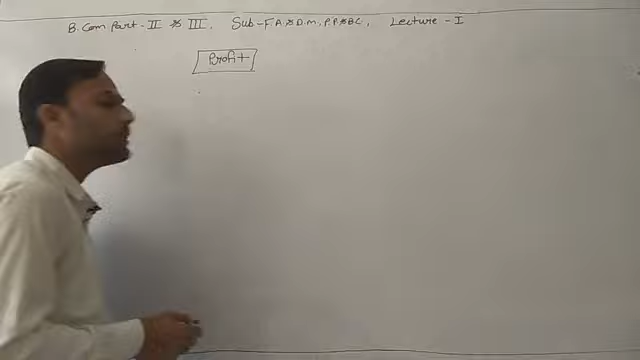 B. Com Part - II & III, Sub - F.A. & D.M, P.P. & B.C, Lecture - I
Profit